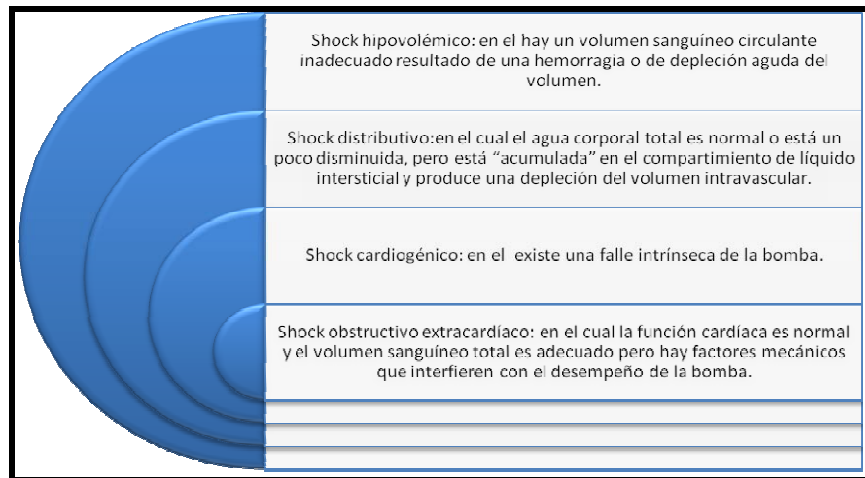 Shock hipovolémico: en el hay un volumen sanguíneo circulante
inadecuado resultado de una hemorragia o de depleción aguda del
volumen.
Shock distributivo:en el cual el agua corporal total es normal o está un
poco disminuida, pero está “acumulada” en el compartimiento de líquido
intersticial y produce una depleción del volumen intravascular.
Shock cardiogénico: en el existe una falle intrínseca de la bomba.
Shock obstructivo extracardíaco: en el cual la función cardíaca es normal
y el volumen sanguíneo total es adecuado pero hay factores mecánicos
que interfieren con el desempeño de la bomba.